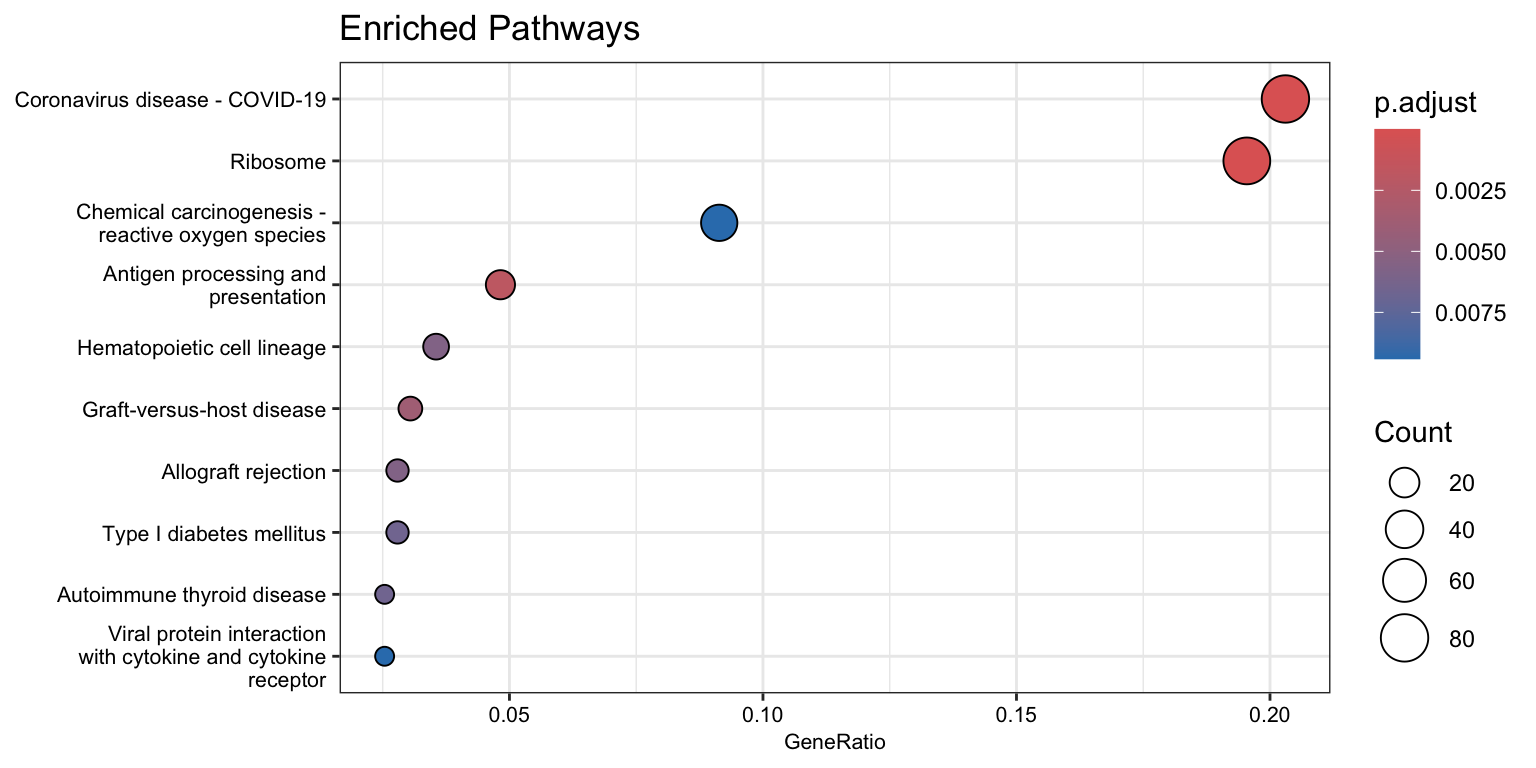 Enriched Pathways
Coronavirus disease - COVID-19
Ribosome
Chemical carcinogenesis -
reactive oxygen species
Antigen processing and
presentation
Hematopoietic cell lineage
Graft-versus-host disease
Allograft rejection
Type I diabetes mellitus
Autoimmune thyroid disease
Viral protein interaction
with cytokine and cytokine
receptor
0.05
0.10
0.15
0.20
GeneRatio
p.adjust
0.0025
0.0050
0.0075
Count
20
40
60
80